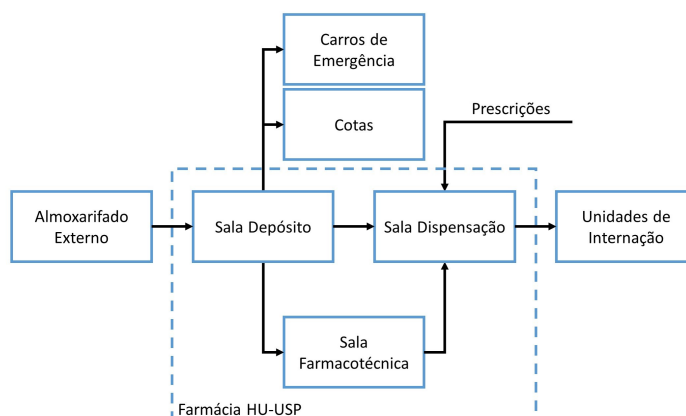 Carros de
Emergência
Cotas
Prescrições
Almoxarifado
Externo
Sala Depósito
Sala Dispensação
Unidades de
Internação
Sala
Farmacotécnica
Farmácia HU-USP